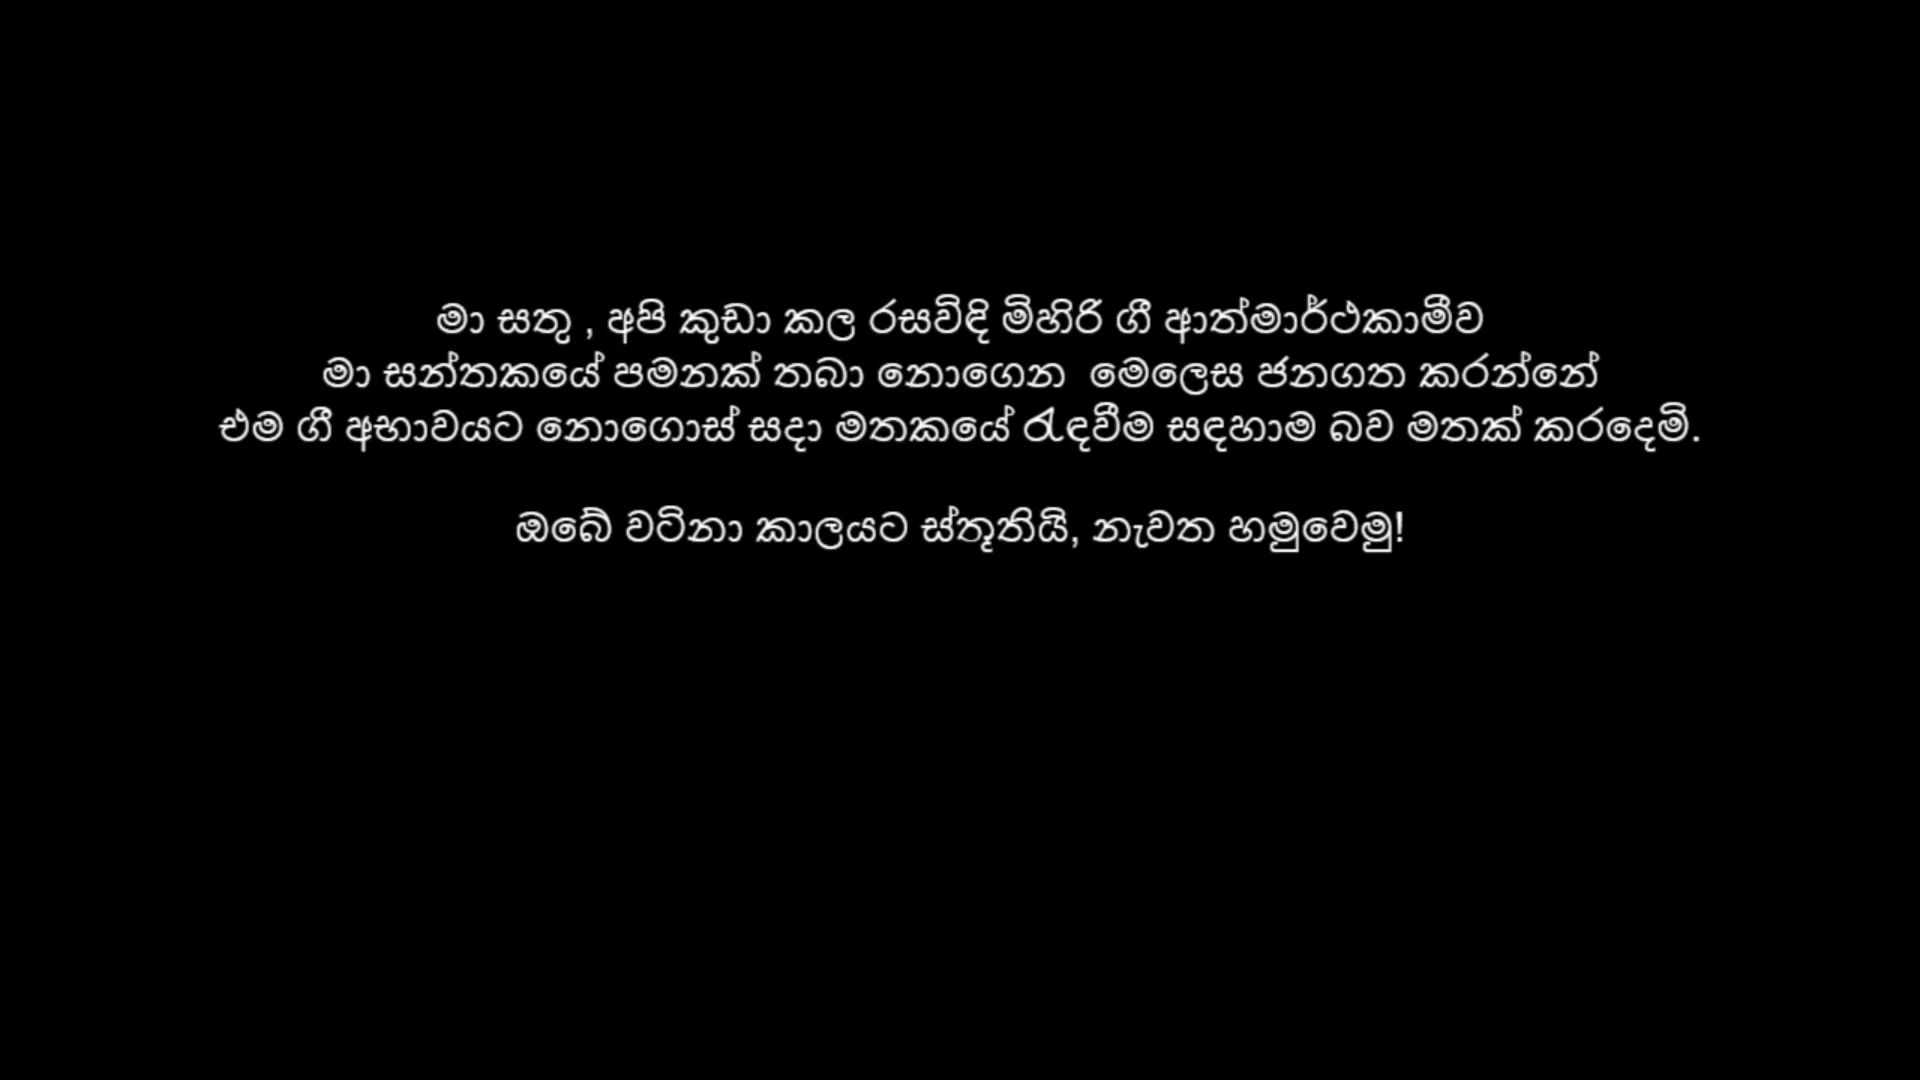 මා සතු , අපි කුඩා කල රසවිඳි මිහිරි ගී ආත්මාර්ථකාමීව
මා සන්තකයේ පමනක් තබා නොගෙන  මෙලෙස ජනගත කරන්නේ
එම ගී අභාවයට නොගොස් සදා මතකයේ රැඳවීම සඳහාම බව මතක් කරදෙමි.
ඔබේ වටිනා කාලයට ස්තූතියි, නැවත හමුවෙමු!